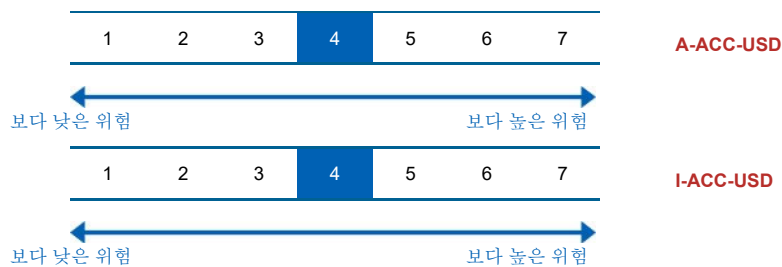 1 2 3 4 5 6 7 A-ACC-USD
보다 낮은 위험 보다 높은 위험
1 2 3 4 5 6 7 I-ACC-USD
보다 낮은 위험 보다 높은 위험